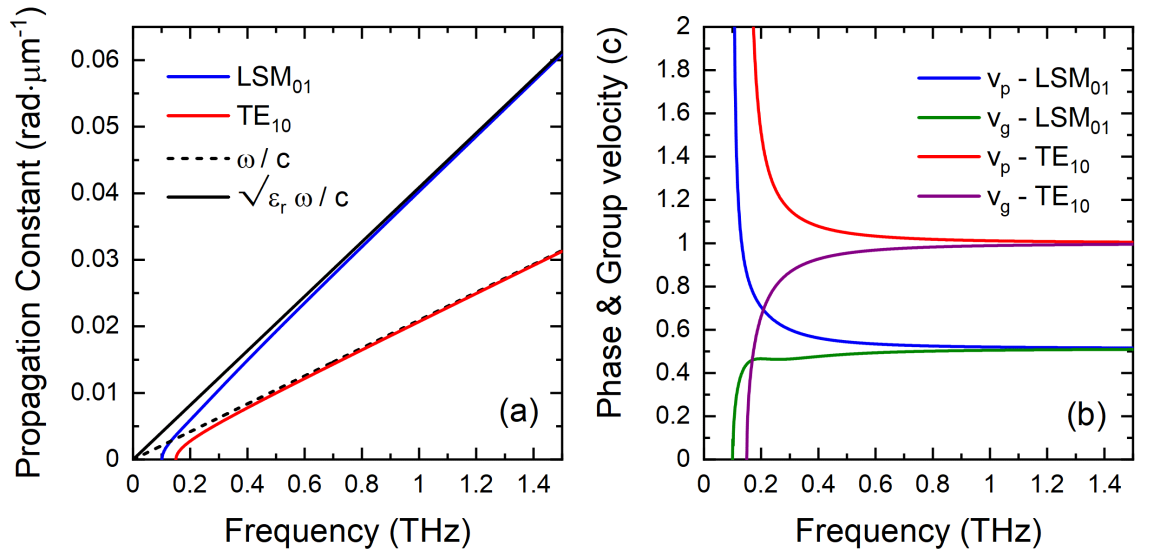 0.06
0.05
0.04
0.03
0.02
0.01
0
Propagation Constant (rad·μm⁻¹)
LSM₀₁
TE₁₀
ω / c
√εᵣ ω / c
(a)
0 0.2 0.4 0.6 0.8 1 1.2 1.4
Frequency (THz)
2
1.8
1.6
1.4
1.2
1
0.8
0.6
0.4
0.2
0
Phase & Group velocity (c)
vₚ - LSM₀₁
v_g - LSM₀₁
vₚ - TE₁₀
v_g - TE₁₀
(b)
0 0.2 0.4 0.6 0.8 1 1.2 1.4
Frequency (THz)